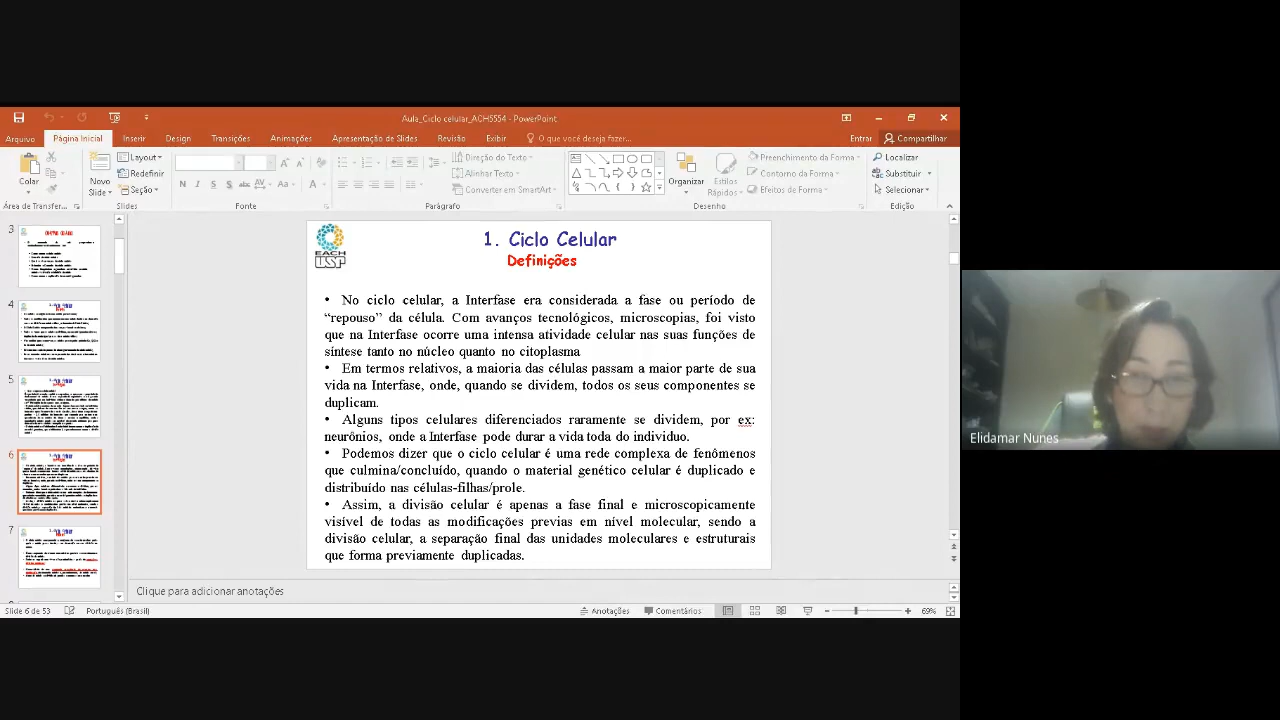 Aula_Ciclo celular_ACH5554 - PowerPoint
Arquivo Página Inicial Inserir Design Transições Animações Apresentação de Slides Revisão Exibir O que você deseja fazer... Entrar Compartilhar
Colar
Novo Slide
Layout
Redefinir
Seção
N I S S abc AV Aa A
Direção do Texto
Alinhar Texto
Converter em SmartArt
Organizar
Estilos Rápidos
Preenchimento da Forma
Contorno da Forma
Efeitos de Forma
Localizar
Substituir
Selecionar
Área de Transfer... Slides Fonte Parágrafo Desenho Edição
3
4
5
6
7
EACH
USP
1. Ciclo Celular
Definições
• No ciclo celular, a Interfase era considerada a fase ou período de
“repouso” da célula. Com avanços tecnológicos, microscopias, foi visto
que na Interfase ocorre mais intensa atividade celular nas suas funções de
síntese tanto no núcleo quanto no citoplasma
• Em termos relativos, a maioria das células passam a maior parte de sua
vida na Interfase, onde, quando se dividem, todos os seus componentes se
duplicam.
• Alguns tipos celulares diferenciados raramente se dividem, por ex:
neurônios, onde a Interfase pode durar a vida toda do individuo.
• Podemos dizer que o ciclo celular é uma rede complexa de fenômenos
que culmina/concluído, quando o material genético celular é duplicado e
distribuído nas células-filhas/prole.
• Assim, a divisão celular é apenas a fase final e microscopicamente
visível de todas as modificações previas em nível molecular, sendo a
divisão celular, a separação final das unidades moleculares e estruturais
que forma previamente duplicadas.
Clique para adicionar anotações
Slide 6 de 53 Português (Brasil) Anotações Comentários 69%
Elidamar Nunes